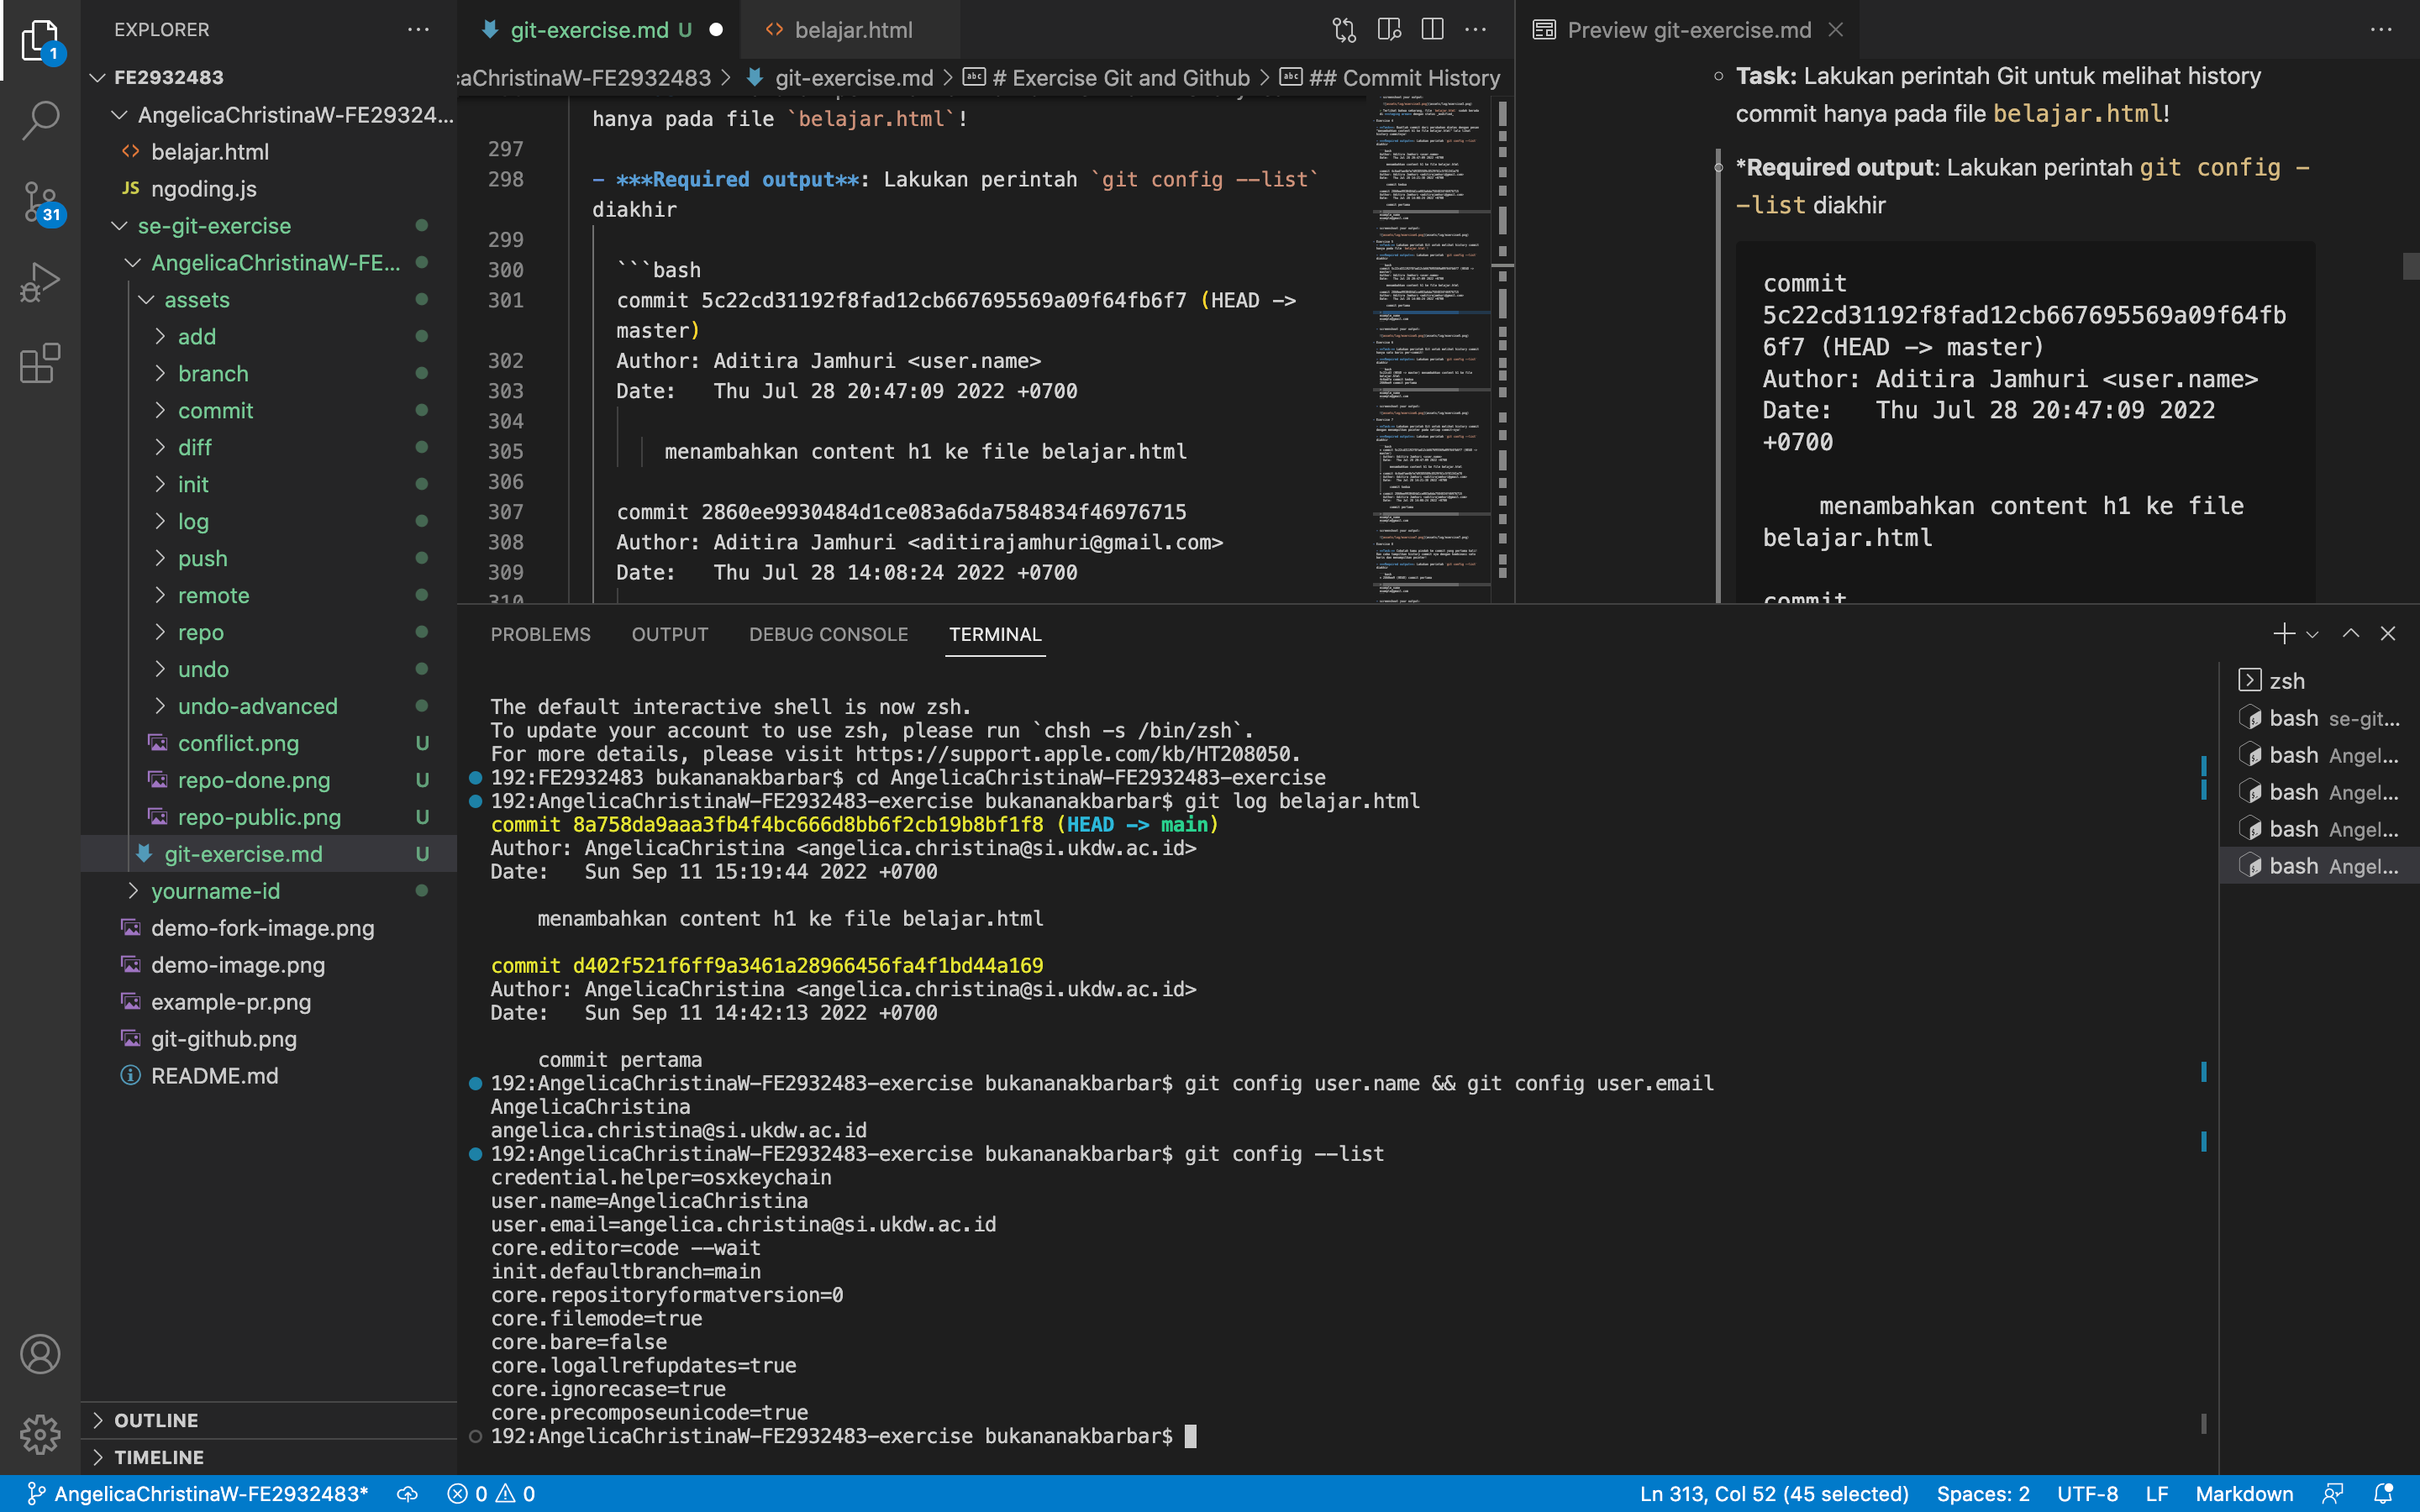 EXPLORER
FE2932483
AngelicaChristinaW-FE29324...
belajar.html
JS ngoding.js
se-git-exercise
AngelicaChristinaW-FE...
assets
add
branch
commit
diff
init
log
push
remote
repo
undo
undo-advanced
conflict.png U
repo-done.png U
repo-public.png U
git-exercise.md U
yourname-id
demo-fork-image.png
demo-image.png
example-pr.png
git-github.png
README.md
OUTLINE
TIMELINE
1
31
git-exercise.md U
belajar.html
:aChristinaW-FE2932483 > git-exercise.md > # Exercise Git and Github > ## Commit History
hanya pada file `belajar.html`!
297
298 - ***Required output**: Lakukan perintah `git config --list`
diakhir
299
300 ```bash
301 commit 5c22cd31192f8fad12cb667695569a09f64fb6f7 (HEAD ->
master)
302 Author: Aditira Jamhuri <user.name>
303 Date:   Thu Jul 28 20:47:09 2022 +0700
304
305 menambahkan content h1 ke file belajar.html
306
307 commit 2860ee9930484d1ce083a6da7584834f46976715
308 Author: Aditira Jamhuri <aditirajamhuri@gmail.com>
309 Date:   Thu Jul 28 14:08:24 2022 +0700
310
Preview git-exercise.md
Task: Lakukan perintah Git untuk melihat history
commit hanya pada file belajar.html!
*Required output: Lakukan perintah git config -
-list diakhir
commit
5c22cd31192f8fad12cb667695569a09f64fb
6f7 (HEAD -> master)
Author: Aditira Jamhuri <user.name>
Date:   Thu Jul 28 20:47:09 2022
+0700
menambahkan content h1 ke file
belajar.html
commit
PROBLEMS OUTPUT DEBUG CONSOLE TERMINAL
The default interactive shell is now zsh.
To update your account to use zsh, please run `chsh -s /bin/zsh`.
For more details, please visit https://support.apple.com/kb/HT208050.
192:FE2932483 bukananakbarbar$ cd AngelicaChristinaW-FE2932483-exercise
192:AngelicaChristinaW-FE2932483-exercise bukananakbarbar$ git log belajar.html
commit 8a758da9aaa3fb4f4bc666d8bb6f2cb19b8bf1f8 (HEAD -> main)
Author: AngelicaChristina <angelica.christina@si.ukdw.ac.id>
Date:   Sun Sep 11 15:19:44 2022 +0700
menambahkan content h1 ke file belajar.html
commit d402f521f6ff9a3461a28966456fa4f1bd44a169
Author: AngelicaChristina <angelica.christina@si.ukdw.ac.id>
Date:   Sun Sep 11 14:42:13 2022 +0700
commit pertama
192:AngelicaChristinaW-FE2932483-exercise bukananakbarbar$ git config user.name && git config user.email
AngelicaChristina
angelica.christina@si.ukdw.ac.id
192:AngelicaChristinaW-FE2932483-exercise bukananakbarbar$ git config --list
credential.helper=osxkeychain
user.name=AngelicaChristina
user.email=angelica.christina@si.ukdw.ac.id
core.editor=code --wait
init.defaultbranch=main
core.repositoryformatversion=0
core.filemode=true
core.bare=false
core.logallrefupdates=true
core.ignorecase=true
core.precomposeunicode=true
192:AngelicaChristinaW-FE2932483-exercise bukananakbarbar$
zsh
bash se-git...
bash Angel...
bash Angel...
bash Angel...
bash Angel...
AngelicaChristinaW-FE2932483* 0 0
Ln 313, Col 52 (45 selected) Spaces: 2 UTF-8 LF Markdown